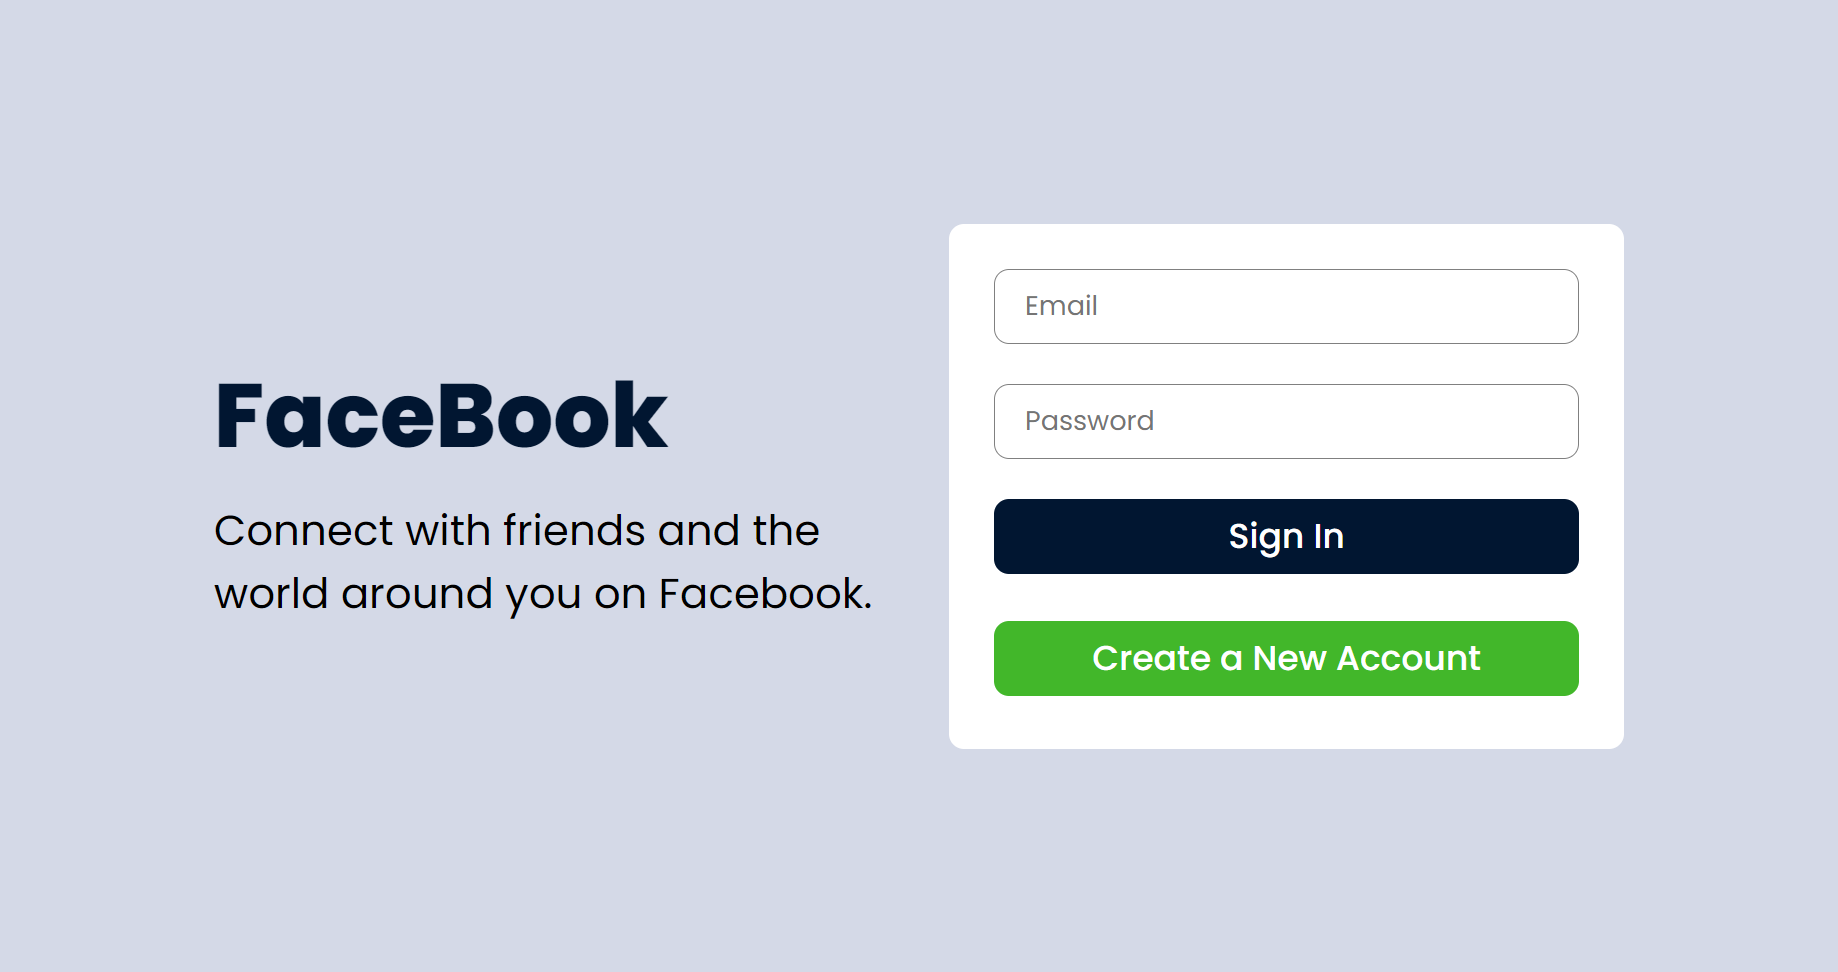 FaceBook
Connect with friends and the
world around you on Facebook.
Email
Password
Sign In
Create a New Account